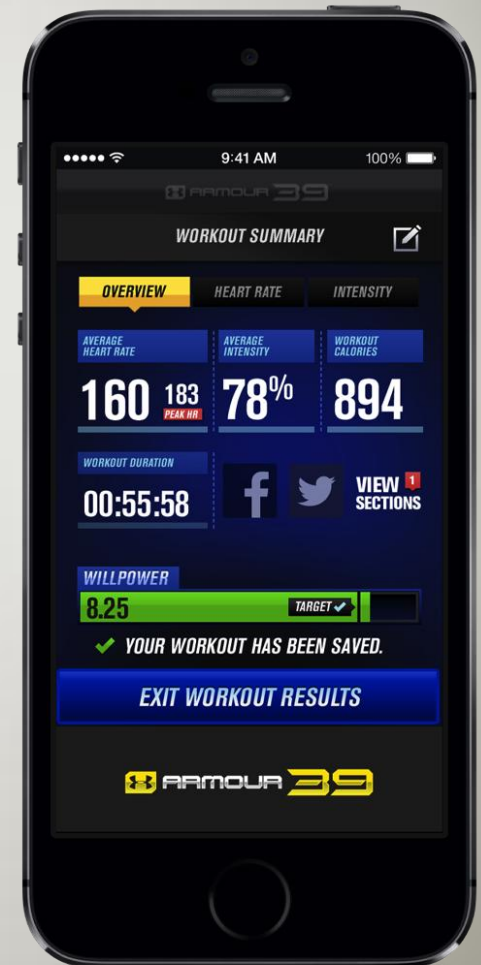 9:41 AM 100%
ARMOUR 39
WORKOUT SUMMARY
OVERVIEW HEART RATE INTENSITY
AVERAGE
HEART RATE
AVERAGE
INTENSITY
WORKOUT
CALORIES
160 183
PEAK HR
78%
894
WORKOUT DURATION
00:55:58
f
VIEW 1
SECTIONS
WILLPOWER
8.25 TARGET
YOUR WORKOUT HAS BEEN SAVED.
EXIT WORKOUT RESULTS
ARMOUR 39